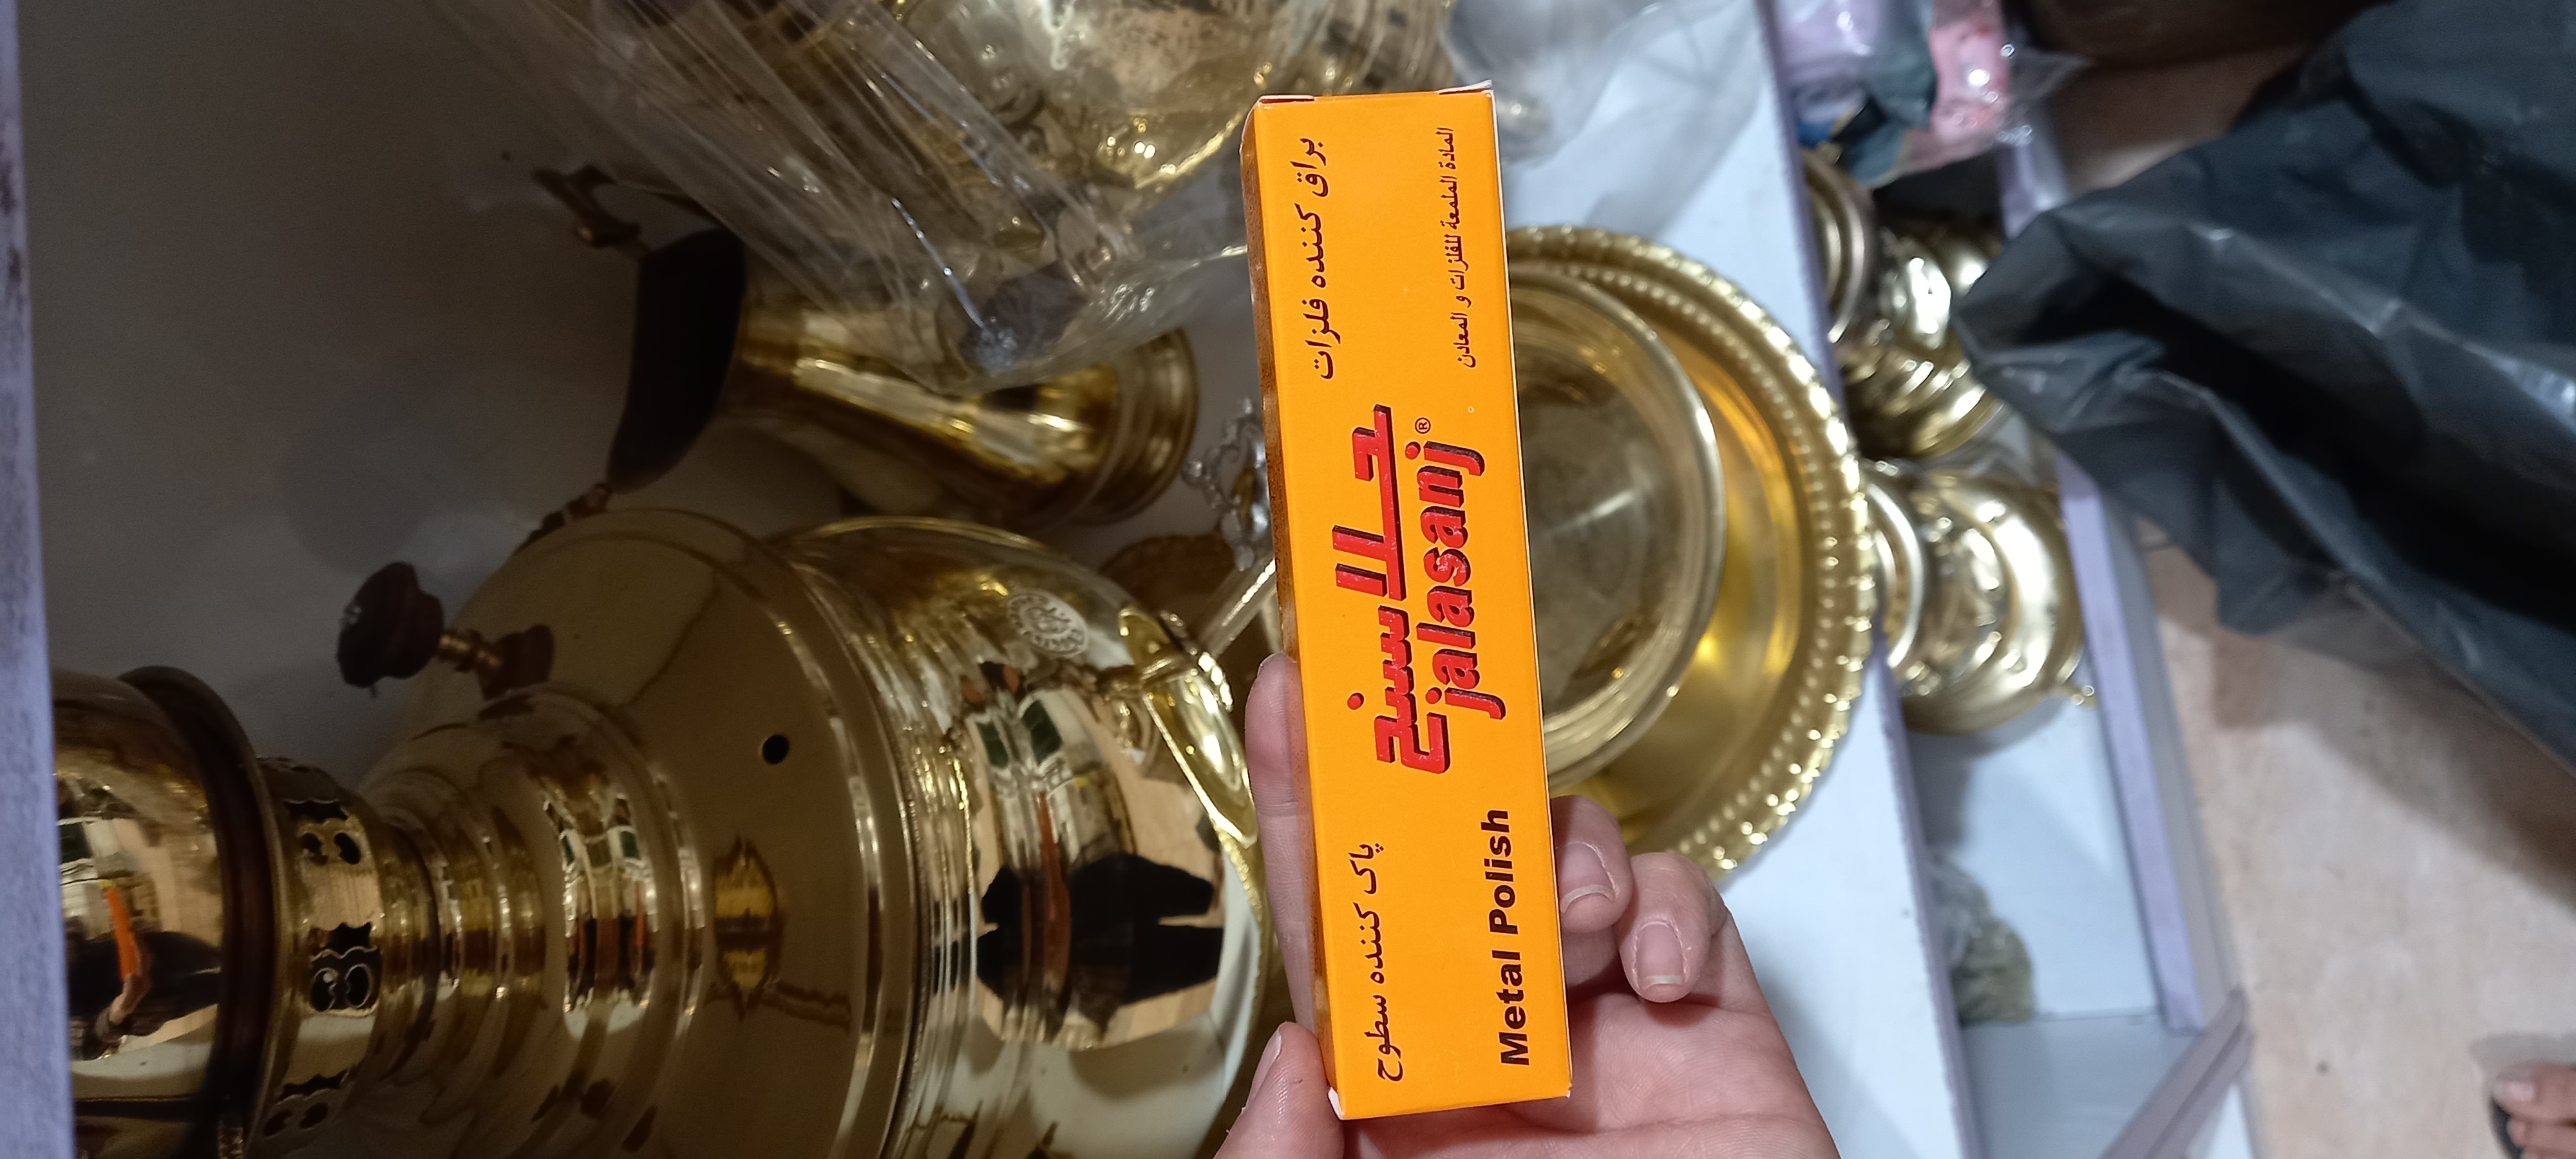 براق کننده فلزات
المادة الملمعة للفلزات و المعادن
جلاسنج
jalasanj®
پاک کننده سطوح
Metal Polish